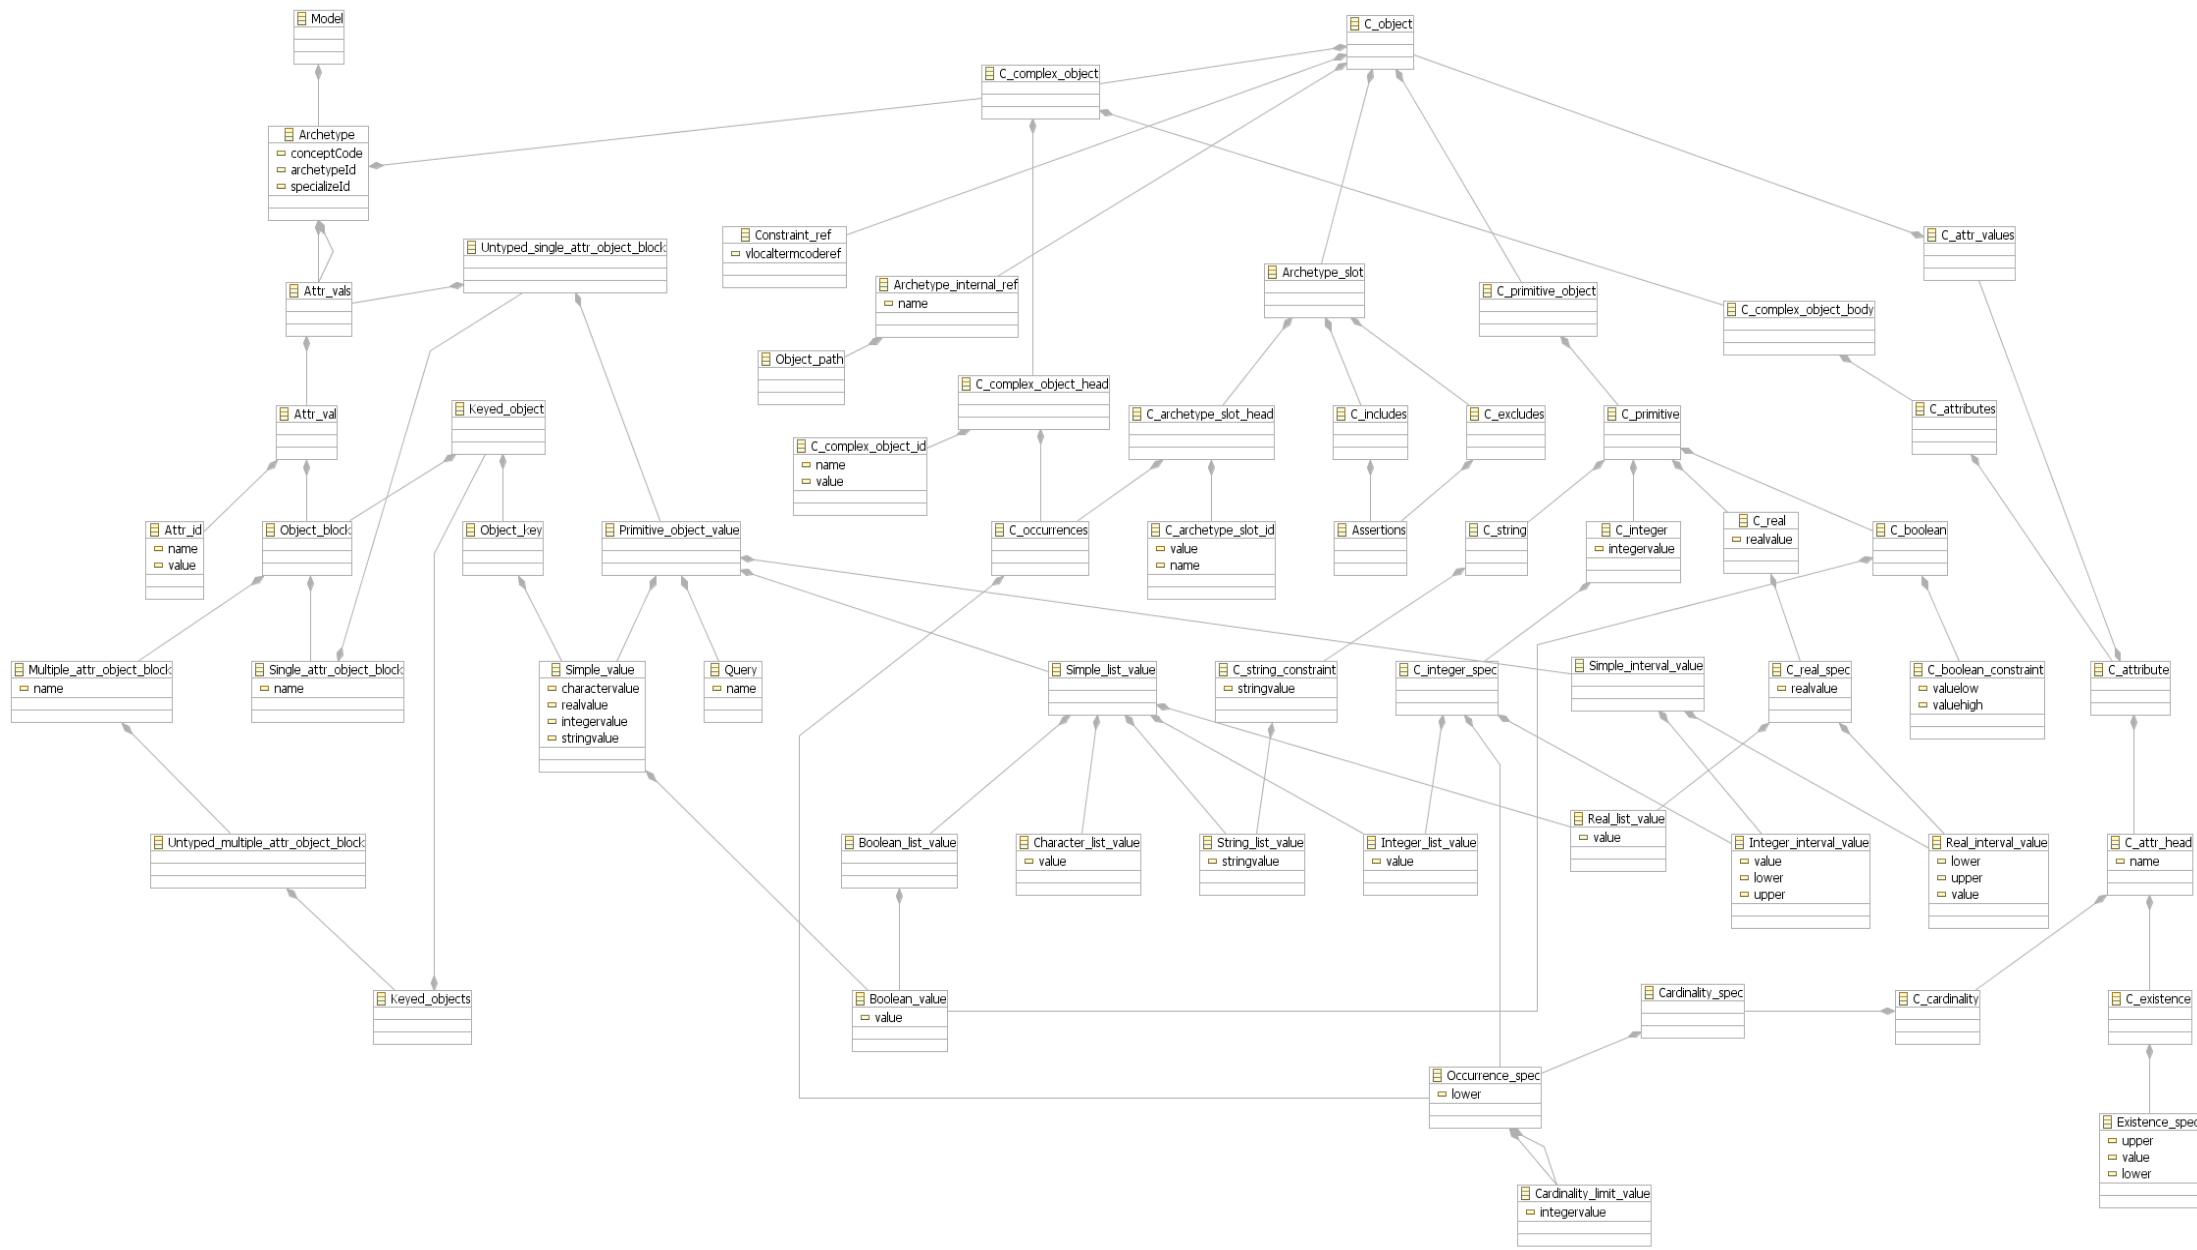 Model
C_object
C_complex_object
Archetype
conceptCode
archetypeId
specializeId
Constraint_ref
vlocaltermcoderef
C_attr_values
Untyped_single_attr_object_block
Archetype_slot
Archetype_internal_ref
name
Attr_vals
C_primitive_object
C_complex_object_body
Object_path
C_complex_object_head
Attr_val
Keyed_object
C_archetype_slot_head
C_includes
C_excludes
C_primitive
C_attributes
C_complex_object_id
name
value
Attr_id
name
value
Object_block
Object_key
Primitive_object_value
C_occurrences
C_archetype_slot_id
value
name
Assertions
C_string
C_integer
integervalue
C_real
realvalue
C_boolean
Multiple_attr_object_block
name
Single_attr_object_block
name
Simple_value
charactervalue
realvalue
integervalue
stringvalue
Query
name
Simple_list_value
C_string_constraint
stringvalue
C_integer_spec
Simple_interval_value
C_real_spec
realvalue
C_boolean_constraint
valuelow
valuehigh
C_attribute
Untyped_multiple_attr_object_block
Boolean_list_value
Character_list_value
value
String_list_value
stringvalue
Integer_list_value
value
Real_list_value
value
Integer_interval_value
value
lower
upper
Real_interval_value
lower
upper
value
C_attr_head
name
Keyed_objects
Boolean_value
value
Cardinality_spec
C_cardinality
C_existence
Occurrence_spec
lower
Existence_spec
upper
value
lower
Cardinality_limit_value
integervalue